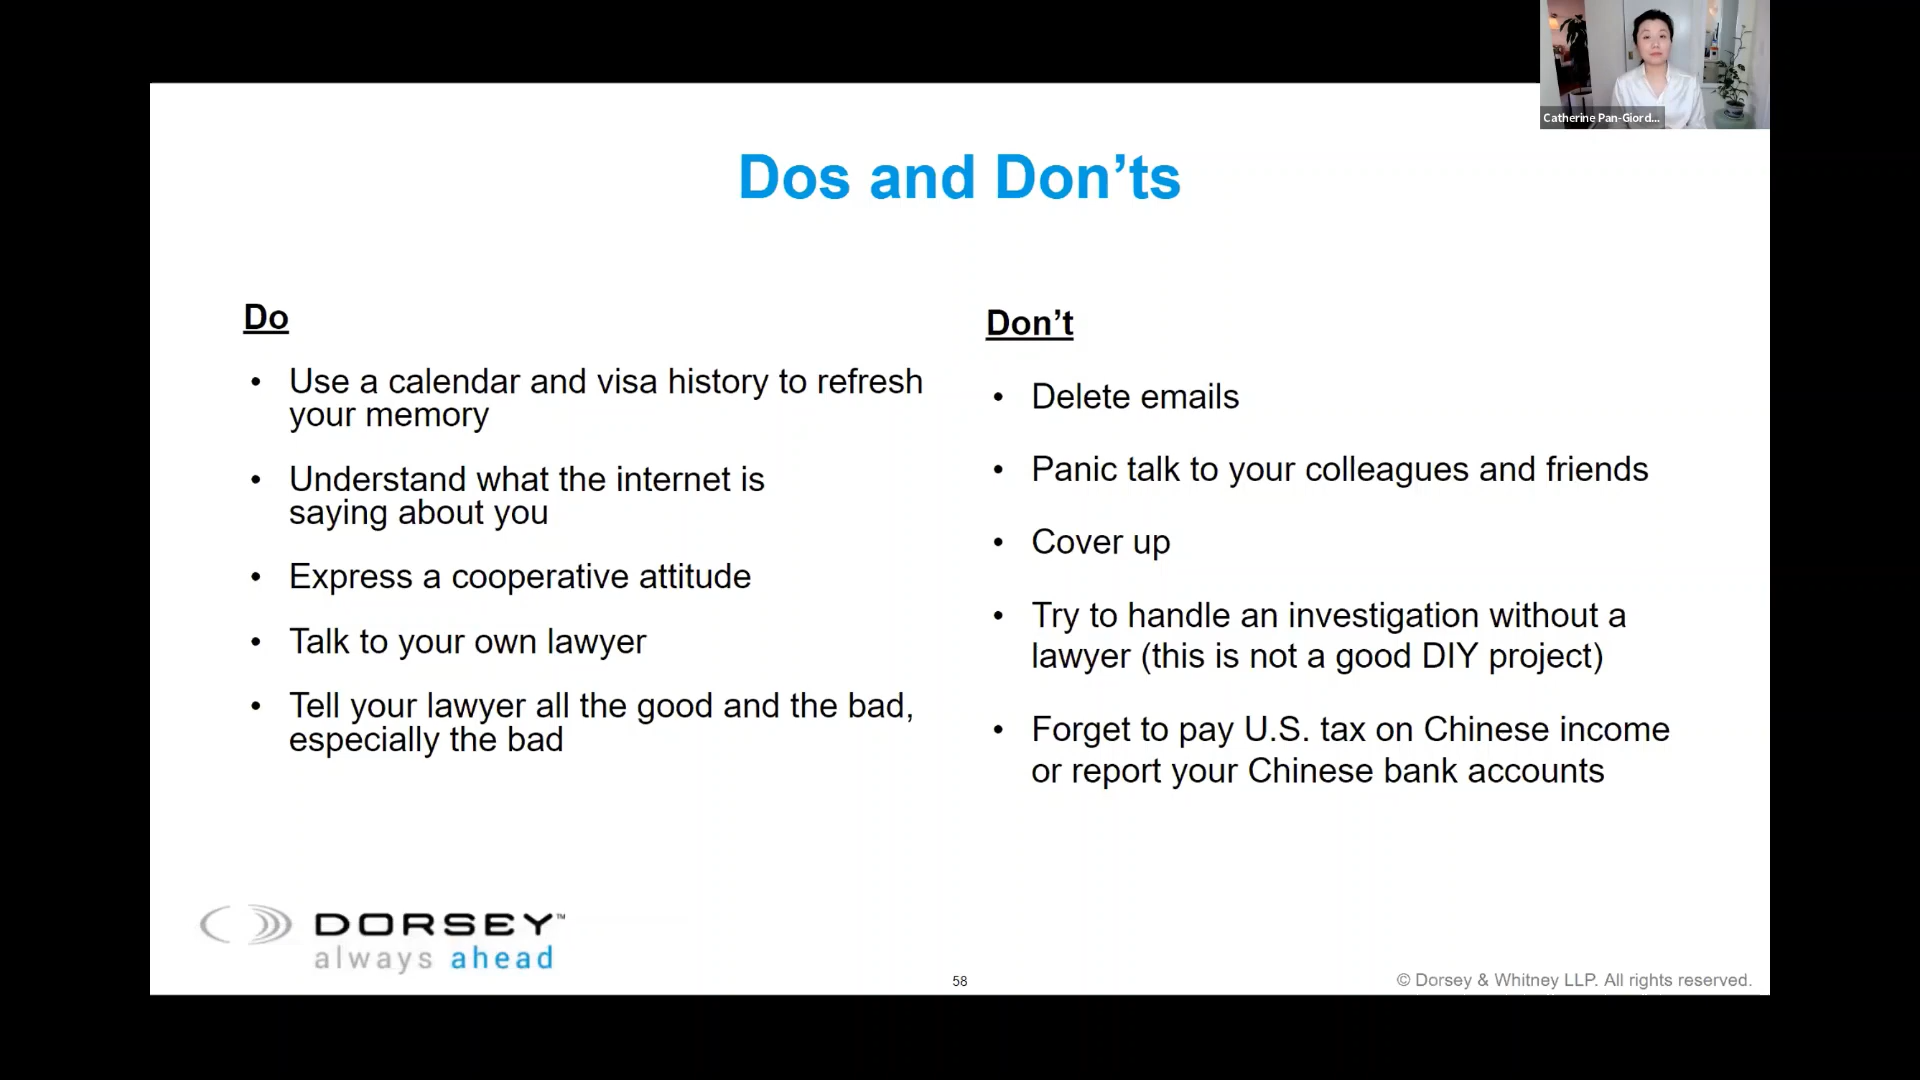 Catherine Pan-Giord...
Dos and Don’ts
Do
• Use a calendar and visa history to refresh
your memory
• Understand what the internet is
saying about you
• Express a cooperative attitude
• Talk to your own lawyer
• Tell your lawyer all the good and the bad,
especially the bad
Don’t
• Delete emails
• Panic talk to your colleagues and friends
• Cover up
• Try to handle an investigation without a
lawyer (this is not a good DIY project)
• Forget to pay U.S. tax on Chinese income
or report your Chinese bank accounts
DORSEY™
always ahead
58
© Dorsey & Whitney LLP. All rights reserved.